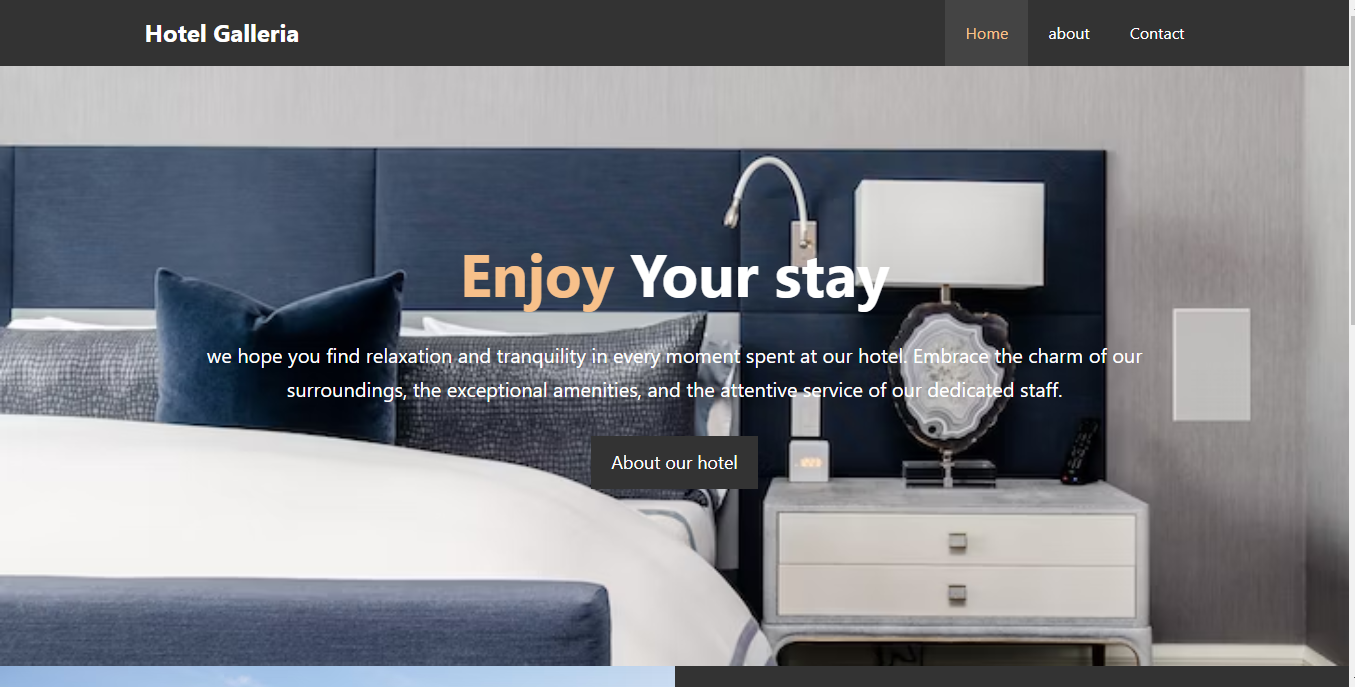 Hotel Galleria
Home
about
Contact
Enjoy Your stay
we hope you find relaxation and tranquility in every moment spent at our hotel. Embrace the charm of our
surroundings, the exceptional amenities, and the attentive service of our dedicated staff.
About our hotel